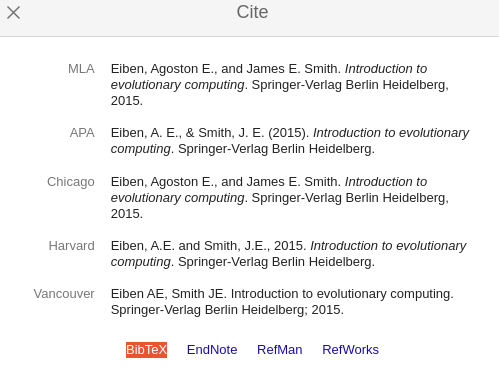 Cite
MLA Eiben, Agoston E., and James E. Smith. Introduction to
evolutionary computing. Springer-Verlag Berlin Heidelberg,
2015.
APA Eiben, A. E., & Smith, J. E. (2015). Introduction to evolutionary
computing. Springer-Verlag Berlin Heidelberg.
Chicago Eiben, Agoston E., and James E. Smith. Introduction to
evolutionary computing. Springer-Verlag Berlin Heidelberg,
2015.
Harvard Eiben, A.E. and Smith, J.E., 2015. Introduction to evolutionary
computing. Springer-Verlag Berlin Heidelberg.
Vancouver Eiben AE, Smith JE. Introduction to evolutionary computing.
Springer-Verlag Berlin Heidelberg; 2015.
BibTeX EndNote RefMan RefWorks